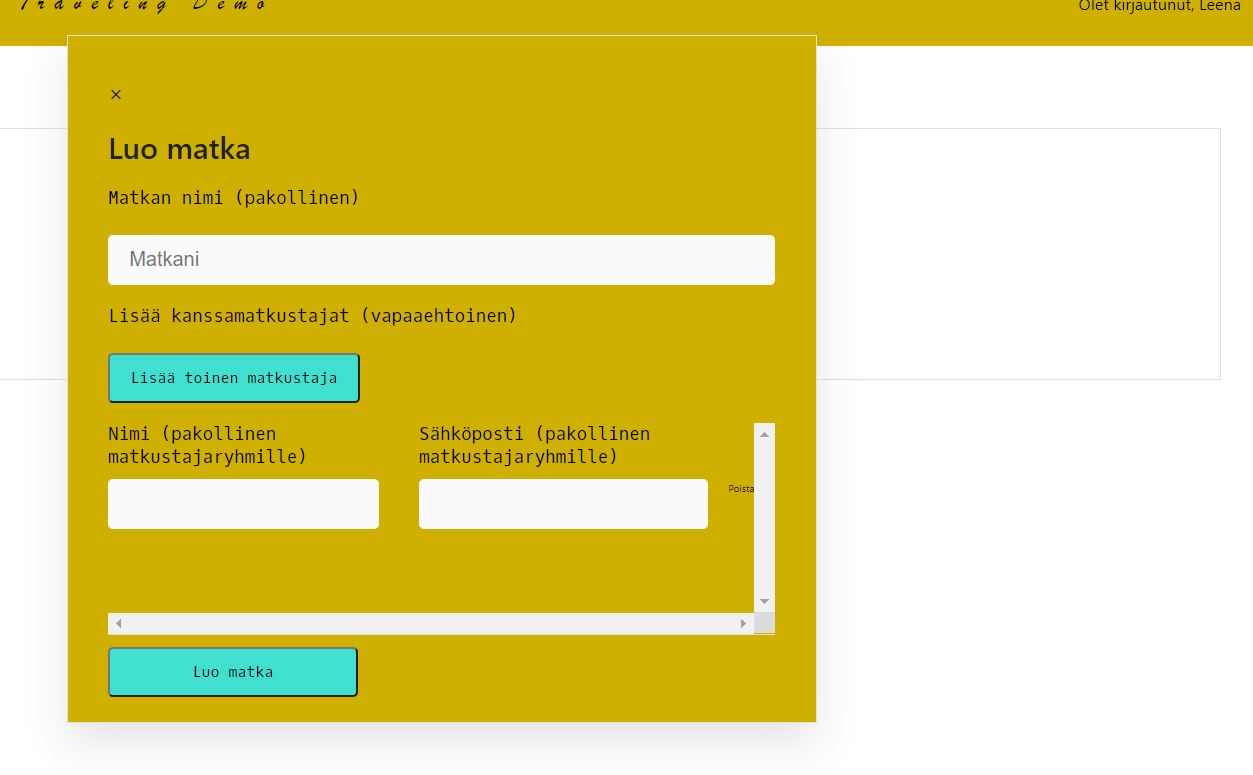 Traveling Demo
Olet kirjautunut, Leena
×
Luo matka
Matkan nimi (pakollinen)
Matkani
Lisää kanssamatkustajat (vapaaehtoinen)
Lisää toinen matkustaja
Nimi (pakollinen
matkustajaryhmille)
Sähköposti (pakollinen
matkustajaryhmille)
Poista
Luo matka